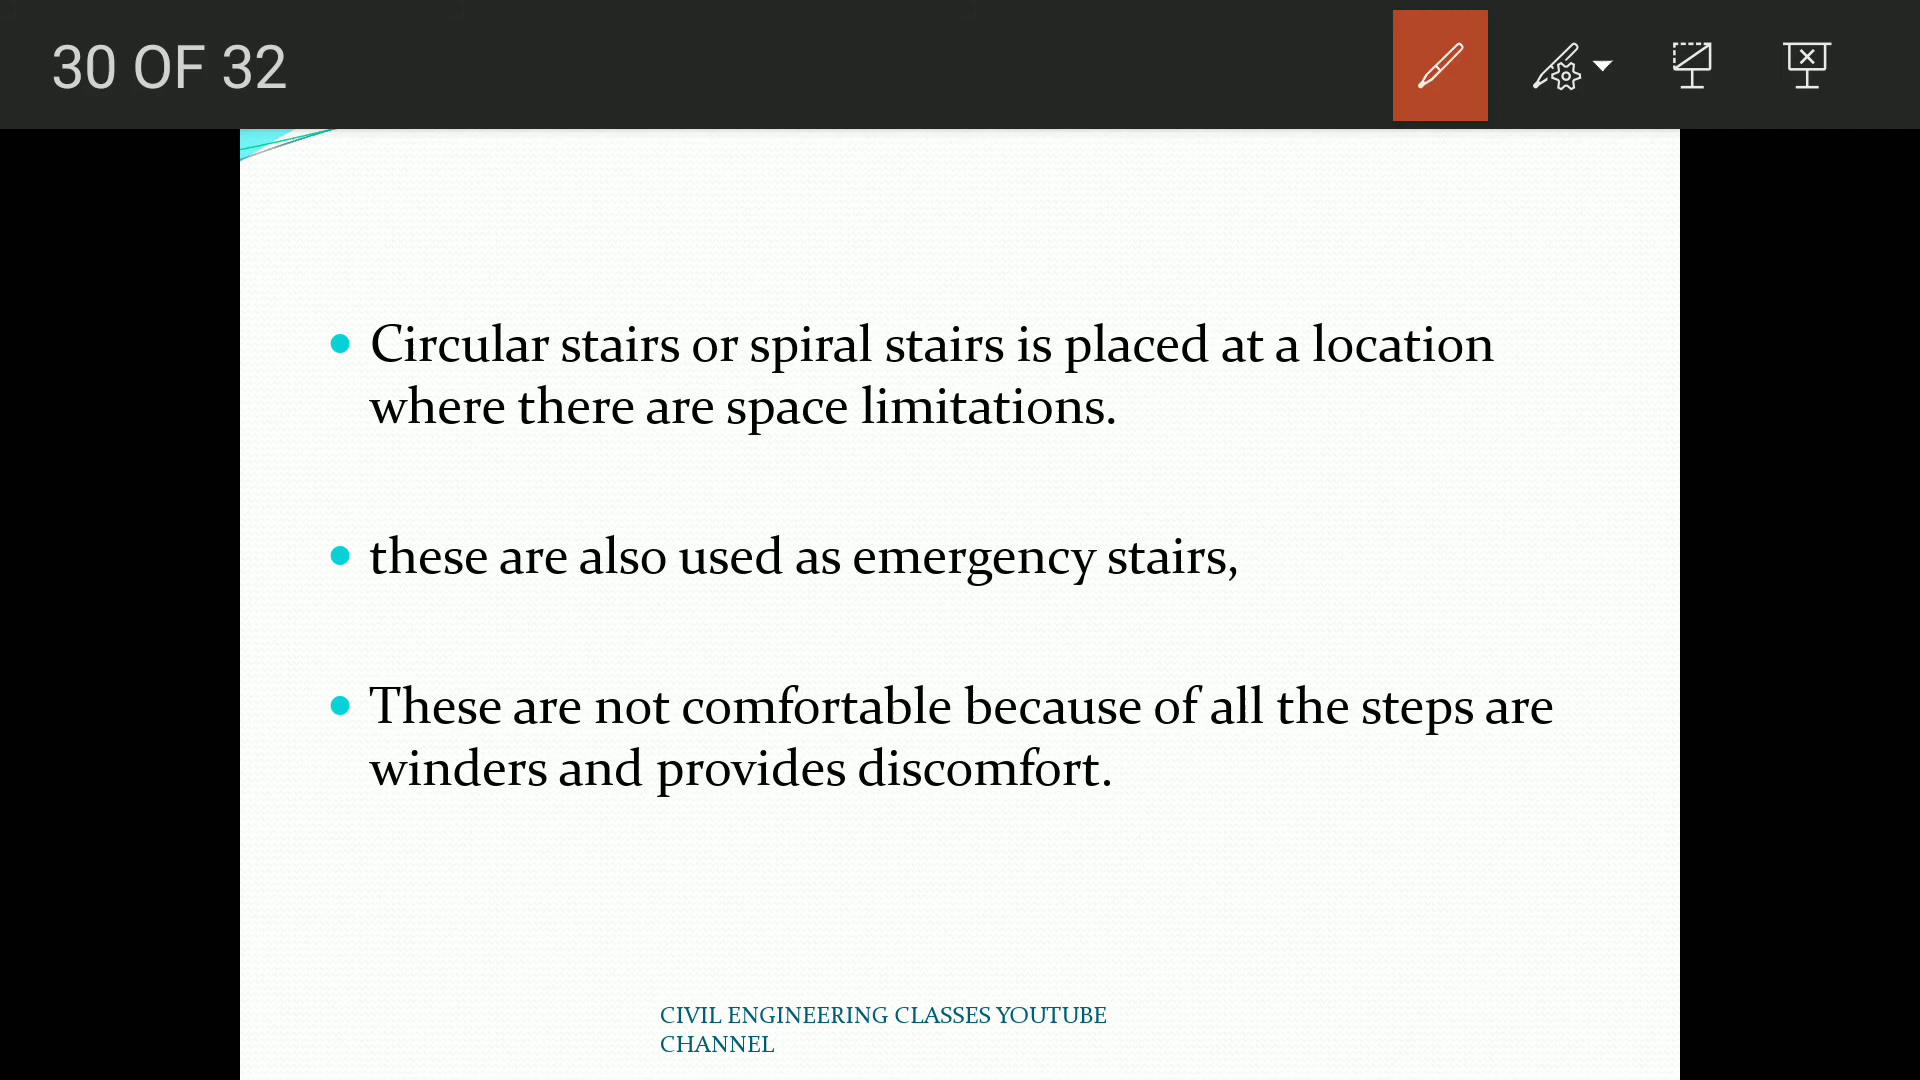 30 OF 32
• Circular stairs or spiral stairs is placed at a location
where there are space limitations.
• these are also used as emergency stairs,
• These are not comfortable because of all the steps are
winders and provides discomfort.
CIVIL ENGINEERING CLASSES YOUTUBE
CHANNEL